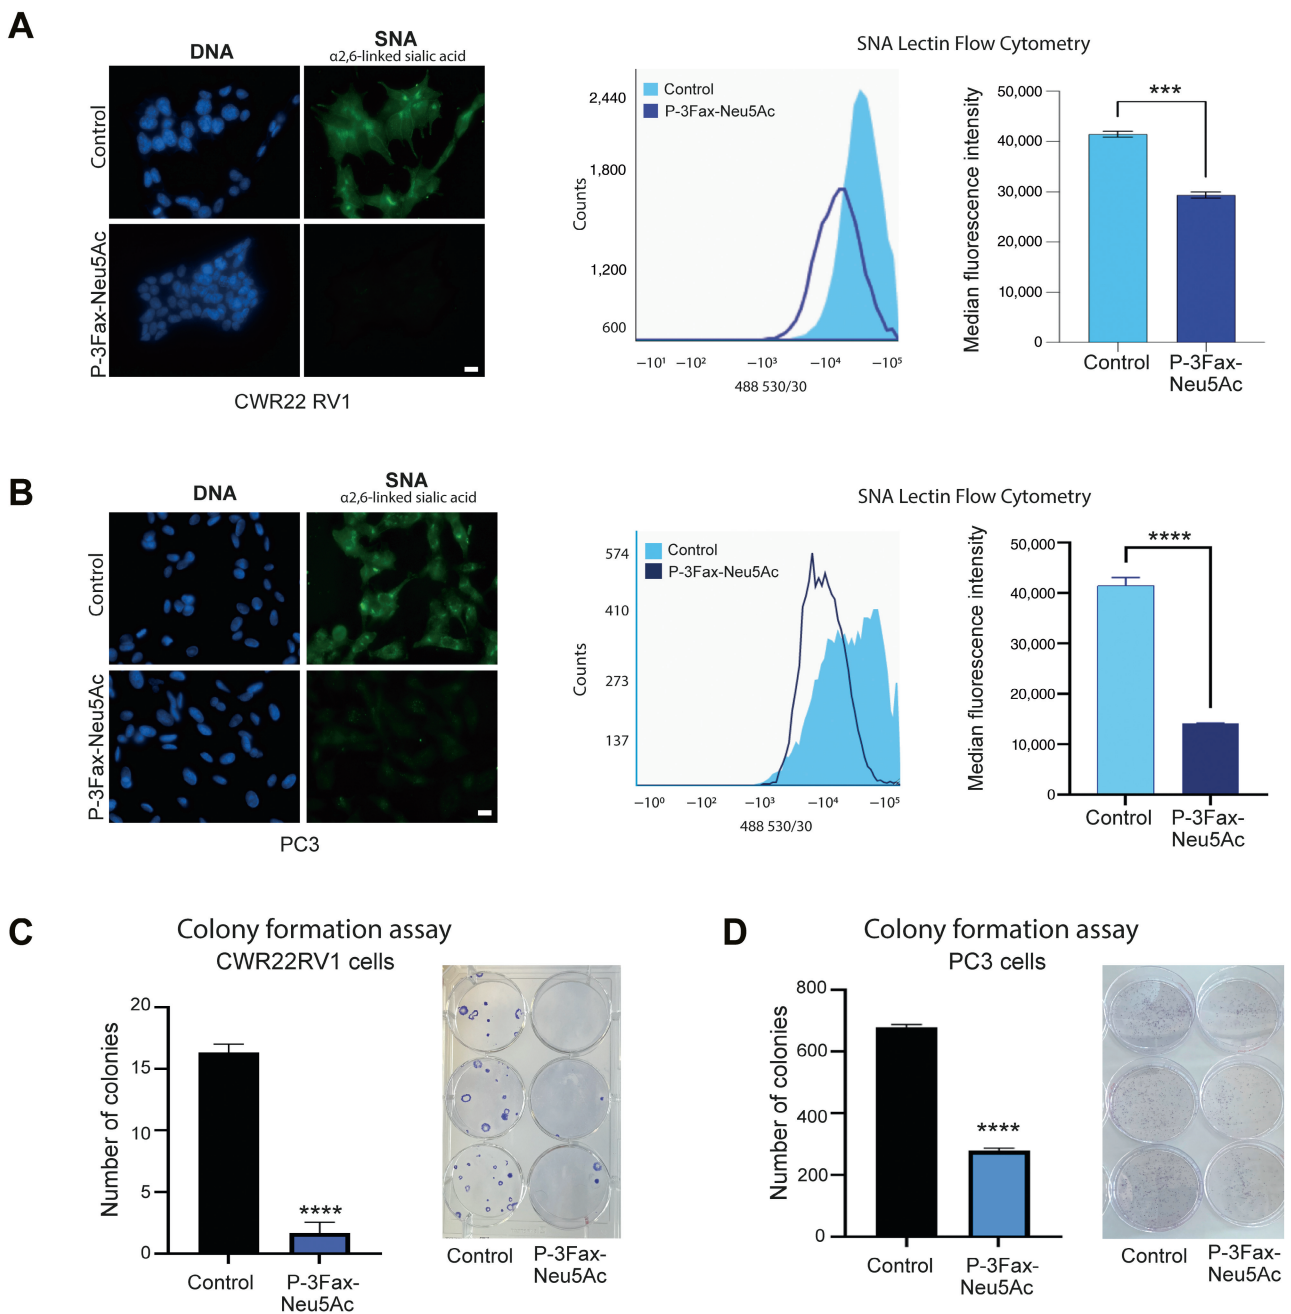 A
DNA
SNA
α2,6-linked sialic acid
Control
P-3Fax-Neu5Ac
CWR22 RV1
SNA Lectin Flow Cytometry
Control
P-3Fax-Neu5Ac
Counts
2,440
1,800
1,200
600
−10¹ −10² −10³ −10⁴ −10⁵
488 530/30
Median fluorescence intensity
50,000
40,000
30,000
20,000
10,000
0
***
Control
P-3Fax-
Neu5Ac
B
DNA
SNA
α2,6-linked sialic acid
Control
P-3Fax-Neu5Ac
PC3
SNA Lectin Flow Cytometry
Control
P-3Fax-Neu5Ac
Counts
574
410
273
137
−10⁰ −10² −10³ −10⁴ −10⁵
488 530/30
Median fluorescence intensity
50,000
40,000
30,000
20,000
10,000
0
****
Control
P-3Fax-
Neu5Ac
C
Colony formation assay
CWR22RV1 cells
Number of colonies
20
15
10
5
0
****
Control
P-3Fax-
Neu5Ac
Control
P-3Fax-
Neu5Ac
D
Colony formation assay
PC3 cells
Number of colonies
800
600
400
200
0
****
Control
P-3Fax-
Neu5Ac
Control
P-3Fax-
Neu5Ac